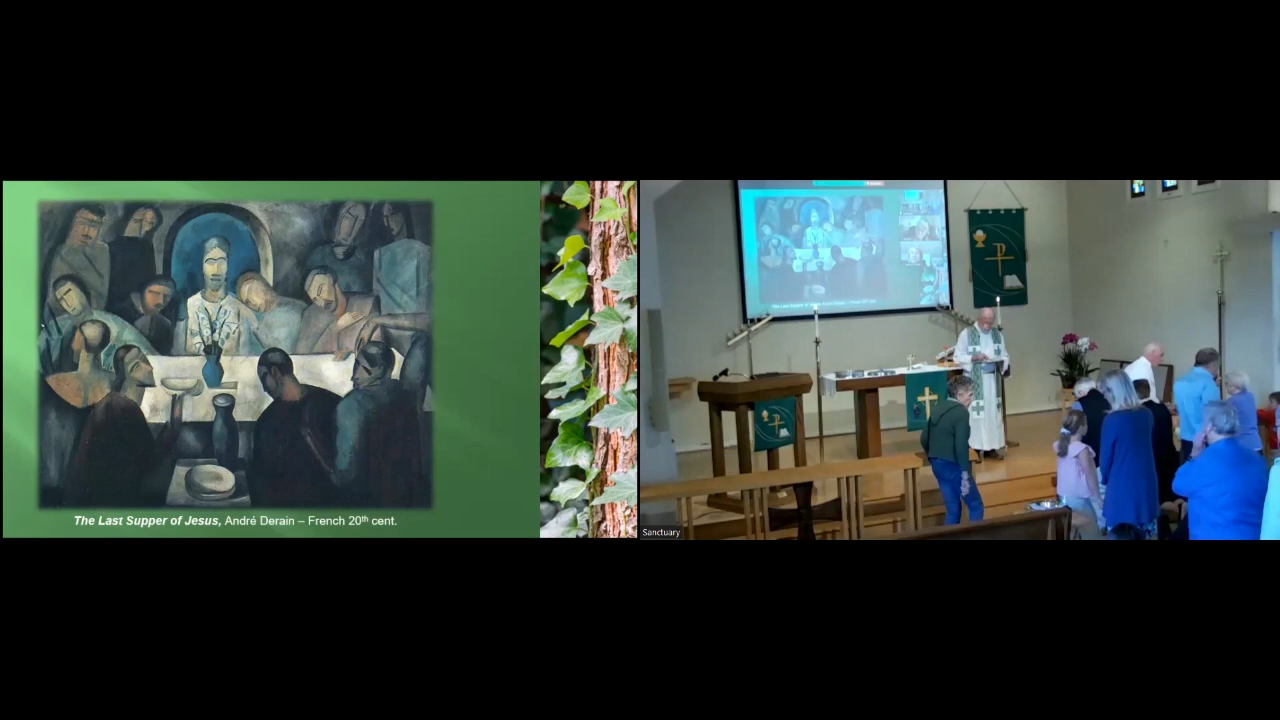 The Last Supper of Jesus, André Derain – French 20th cent.
Sanctuary